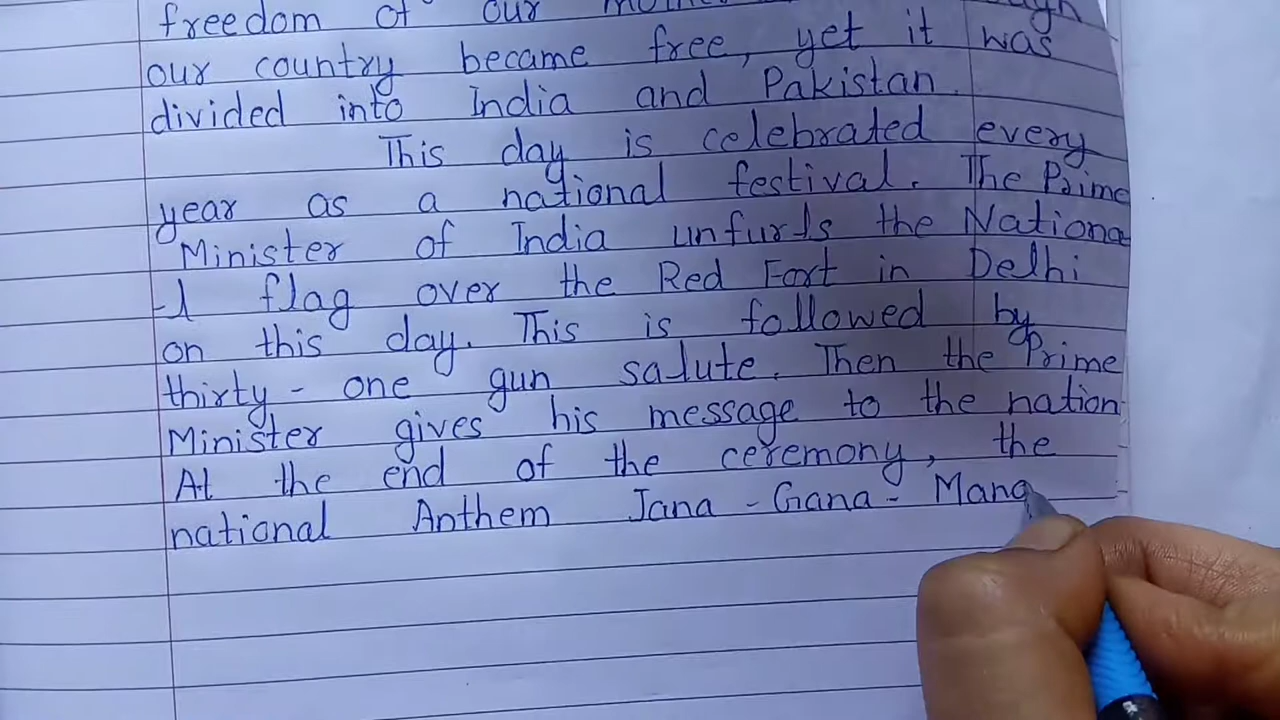 freedom of our
our country became free, yet it was
divided into India and Pakistan.
This day is celebrated every
year as a national festival. The Prime
Minister of India unfurls the Nationa
-l flag over the Red Fort in Delhi
on this day. This is followed by
thirty - one gun salute. Then the Prime
Minister gives his message to the nation
At the end of the ceremony, the
national Anthem Jana - Gana - Mana